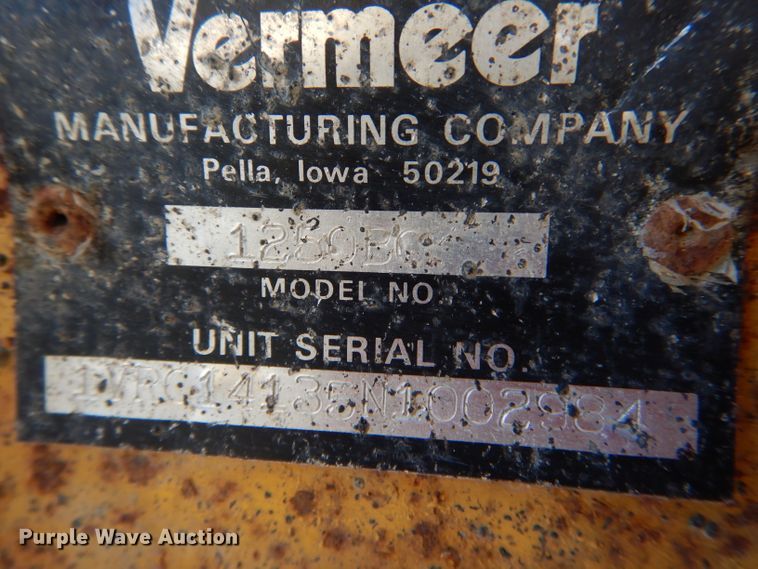 Vermeer
MANUFACTURING COMPANY
Pella, Iowa 50219
1250BC
MODEL NO.
UNIT SERIAL NO.
1VRC14135N1002984
Purple Wave Auction